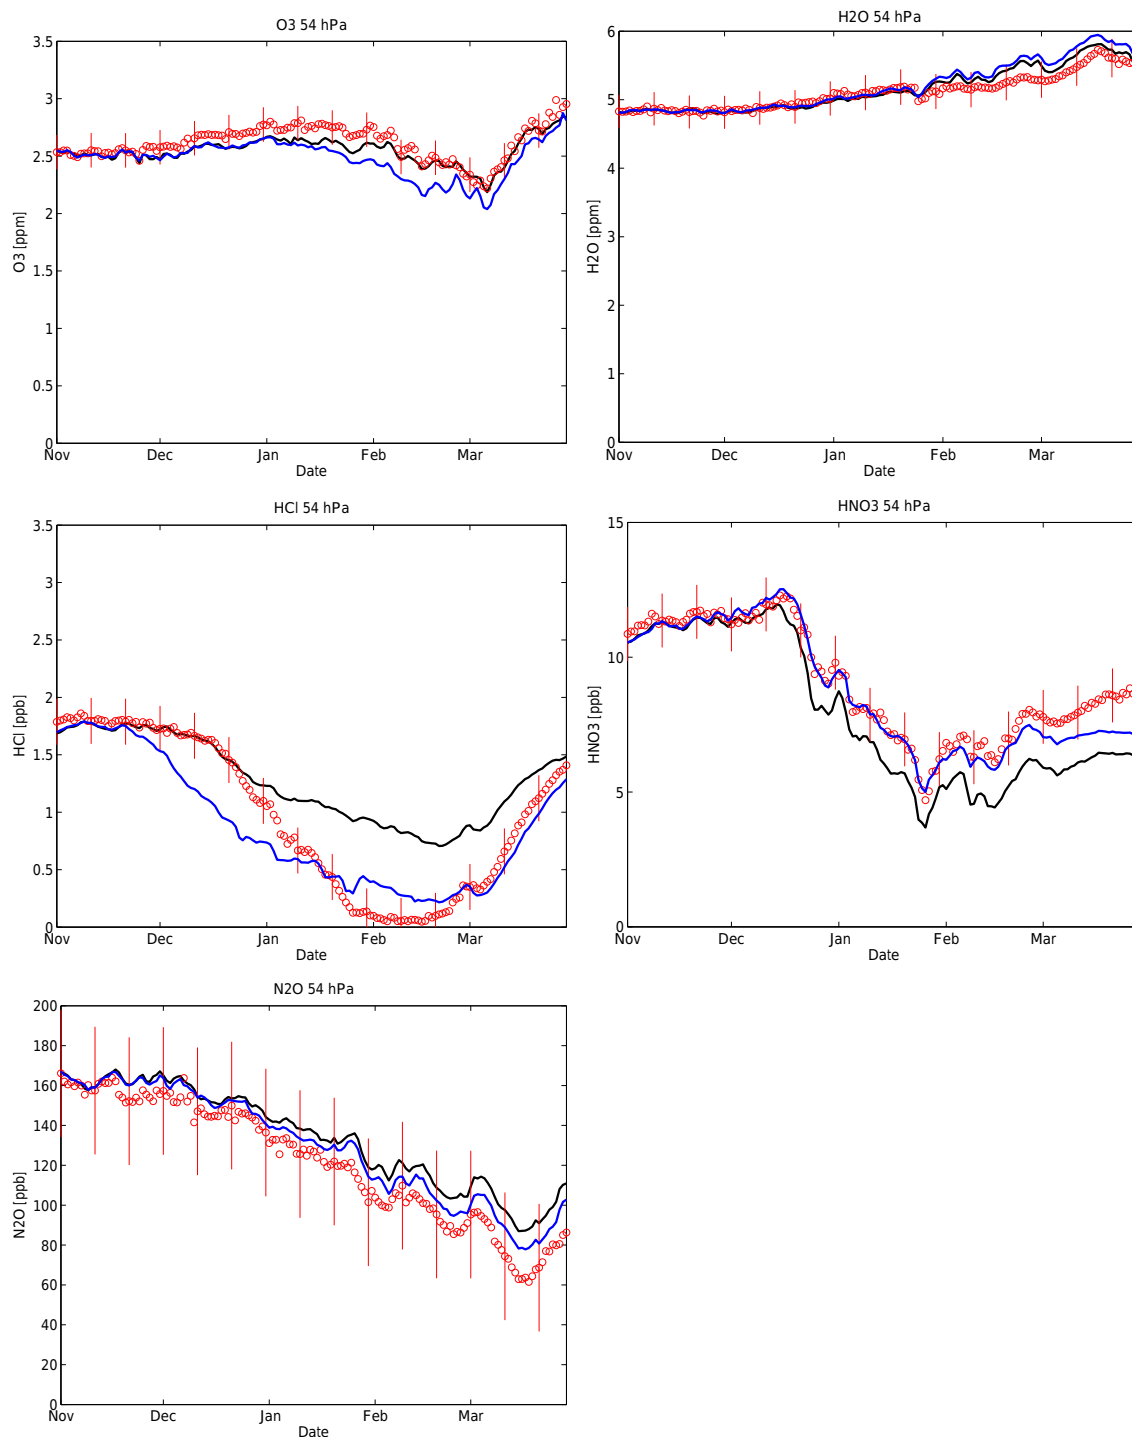 O3 54 hPa
3.5
3
2.5
2
1.5
1
0.5
0
O3 [ppm]
Nov Dec Jan Feb Mar
Date
H2O 54 hPa
6
5
4
3
2
1
0
H2O [ppm]
Nov Dec Jan Feb Mar
Date
HCl 54 hPa
3.5
3
2.5
2
1.5
1
0.5
0
HCl [ppb]
Nov Dec Jan Feb Mar
Date
HNO3 54 hPa
15
10
5
0
HNO3 [ppb]
Nov Dec Jan Feb Mar
Date
N2O 54 hPa
200
180
160
140
120
100
80
60
40
20
0
N2O [ppb]
Nov Dec Jan Feb Mar
Date